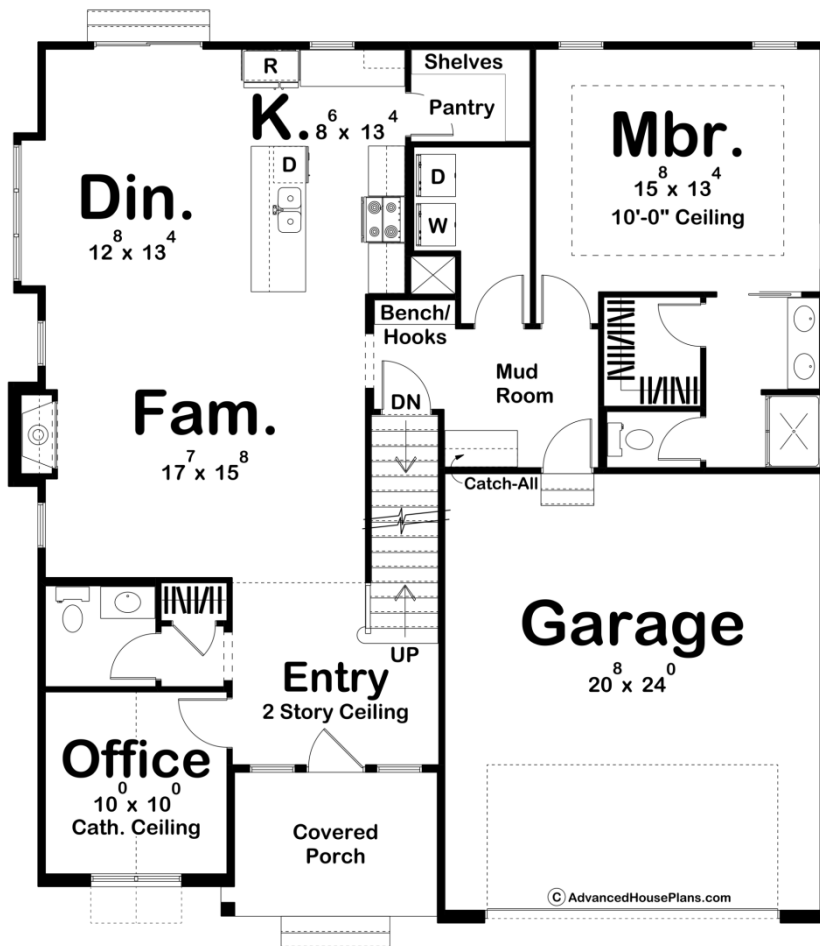 R
Shelves
Pantry
K.
8⁶ x 13⁴
Mbr.
15⁸ x 13⁴
10'-0" Ceiling
D
D
W
Din.
12⁸ x 13⁴
Bench/
Hooks
Mud
Room
DN
Fam.
17⁷ x 15⁸
Catch-All
UP
Entry
2 Story Ceiling
Garage
20⁸ x 24⁰
Office
10⁰ x 10⁰
Cath. Ceiling
Covered
Porch
© AdvancedHousePlans.com